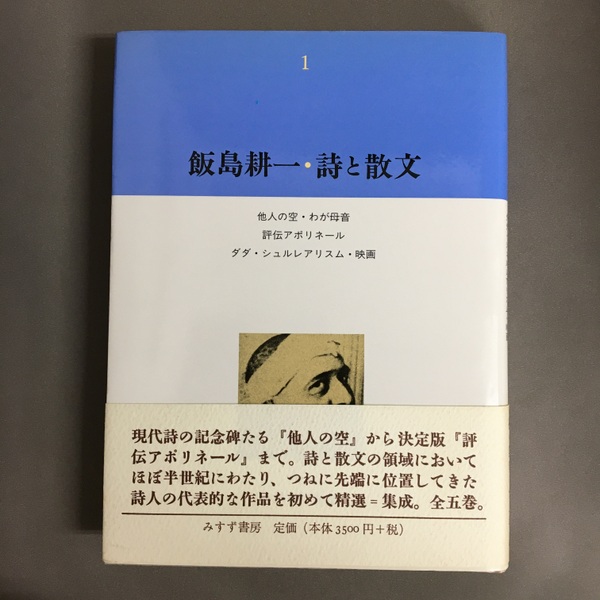 1
飯島耕一・詩と散文
他人の空・わが母音
評伝アポリネール
ダダ・シュルレアリスム・映画
現代詩の記念碑たる『他人の空』から決定版『評
伝アポリネール』まで。詩と散文の領域において
ほぼ半世紀にわたり、つねに先端に位置してきた
詩人の代表的な作品を初めて精選=集成。全五巻。
みすず書房 定価(本体3500円+税)